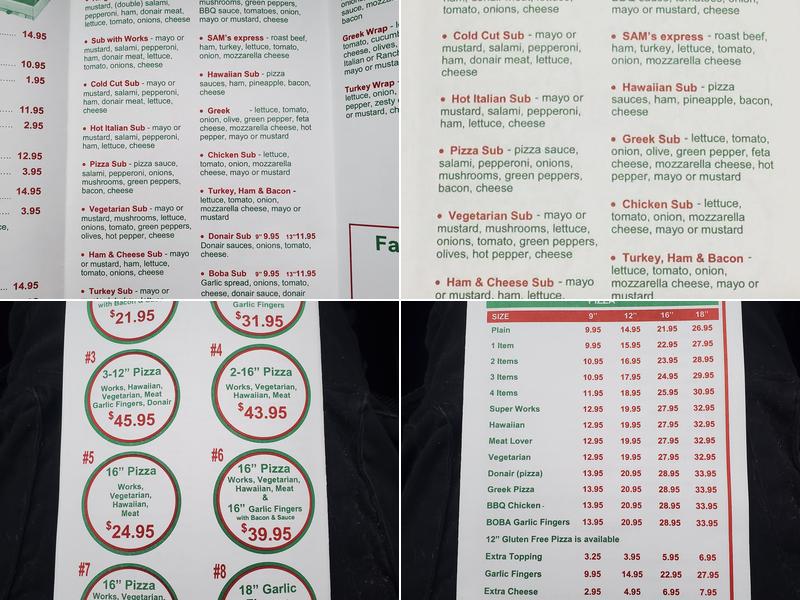 14.95
10.95
1.95
11.95
2.95
12.95
3.95
14.95
3.95
14.95
(double) salami,
pepperoni, ham, donair meat,
lettuce, tomato, onions, cheese
• Sub with Works - mayo or
mustard, salami, pepperoni,
ham, donair meat, lettuce,
tomato, onions, cheese
• Cold Cut Sub - mayo or
mustard, salami, pepperoni,
ham, donair meat, lettuce,
cheese
• Hot Italian Sub - mayo or
mustard, salami, pepperoni,
ham, lettuce, cheese
• Pizza Sub - pizza sauce,
salami, pepperoni, onions,
mushrooms, green peppers,
bacon, cheese
• Vegetarian Sub - mayo or
mustard, mushrooms, lettuce,
onions, tomato, green peppers,
olives, hot pepper, cheese
• Ham & Cheese Sub - mayo
or mustard, ham, lettuce,
tomato, onions, cheese
• Turkey Sub - mayo or
mushrooms, green peppers,
BBQ sauce, tomatoes, onion,
mayo or mustard
• SAM's express - roast beef,
ham, turkey, lettuce, tomato,
onion, mozzarella cheese
• Hawaiian Sub - pizza
sauces, ham, pineapple, bacon,
cheese
• Greek - lettuce, tomato,
onion, olive, green pepper, feta
cheese, mozzarella cheese, hot
pepper, mayo or mustard
• Chicken Sub - lettuce,
tomato, onion, mozzarella
cheese, mayo or mustard
• Turkey, Ham & Bacon -
lettuce, tomato, onion,
mozzarella cheese, mayo or
mustard
• Donair Sub 9" 9.95 13" 11.95
Donair sauces, onions, tomato,
cheese.
• Boba Sub 9" 9.95 13" 11.95
Garlic spread, onions, tomato,
cheese, donair sauce, donair
bacon
Greek Wrap -
tomato,
cheese, olives,
Italian or Ranch
mayo or musta
Turkey Wrap -
lettuce, onion,
pepper, zesty
or mustard
Fa
tomato, onions, cheese
• Cold Cut Sub - mayo or
mustard, salami, pepperoni,
ham, donair meat, lettuce,
cheese
• Hot Italian Sub - mayo or
mustard, salami, pepperoni,
ham, lettuce, cheese
• Pizza Sub - pizza sauce,
salami, pepperoni, onions,
mushrooms, green peppers,
bacon, cheese
• Vegetarian Sub - mayo or
mustard, mushrooms, lettuce,
onions, tomato, green peppers,
olives, hot pepper, cheese
• Ham & Cheese Sub - mayo
or mustard, ham, lettuce,
mayo or mustard
• SAM's express - roast beef,
ham, turkey, lettuce, tomato,
onion, mozzarella cheese
• Hawaiian Sub - pizza
sauces, ham, pineapple, bacon,
cheese
• Greek Sub - lettuce, tomato,
onion, olive, green pepper, feta
cheese, mozzarella cheese, hot
pepper, mayo or mustard
• Chicken Sub - lettuce,
tomato, onion, mozzarella
cheese, mayo or mustard
• Turkey, Ham & Bacon -
lettuce, tomato, onion,
mozzarella cheese, mayo or
mustard
with Bacon &
$21.95
Garlic Fingers
$31.95
#3
3-12" Pizza
Works, Hawaiian,
Vegetarian, Meat
Garlic Fingers, Donair
$45.95
#4
2-16" Pizza
Works, Vegetarian,
Hawaiian, Meat
$43.95
#5
16" Pizza
Works,
Vegetarian,
Hawaiian,
Meat
$24.95
#6
16" Pizza
Works, Vegetarian,
Hawaiian, Meat
&
16" Garlic Fingers
with Bacon & Sauce
$39.95
#7
16" Pizza
Works, Vegetarian,
#8
18" Garlic
PIZZA
SIZE 9" 12" 16" 18"
Plain 9.95 14.95 21.95 26.95
1 Item 9.95 15.95 22.95 27.95
2 Items 10.95 16.95 23.95 28.95
3 Items 10.95 17.95 24.95 29.95
4 Items 11.95 18.95 25.95 30.95
Super Works 12.95 19.95 27.95 32.95
Hawaiian 12.95 19.95 27.95 32.95
Meat Lover 12.95 19.95 27.95 32.95
Vegetarian 12.95 19.95 27.95 32.95
Donair (pizza) 13.95 20.95 28.95 33.95
Greek Pizza 13.95 20.95 28.95 33.95
BBQ Chicken 13.95 20.95 28.95 33.95
BOBA Garlic Fingers 13.95 20.95 28.95 33.95
12" Gluten Free Pizza is available
Extra Topping 3.25 3.95 5.95 6.95
Garlic Fingers 9.95 14.95 22.95 27.95
Extra Cheese 2.95 4.95 6.95 7.95